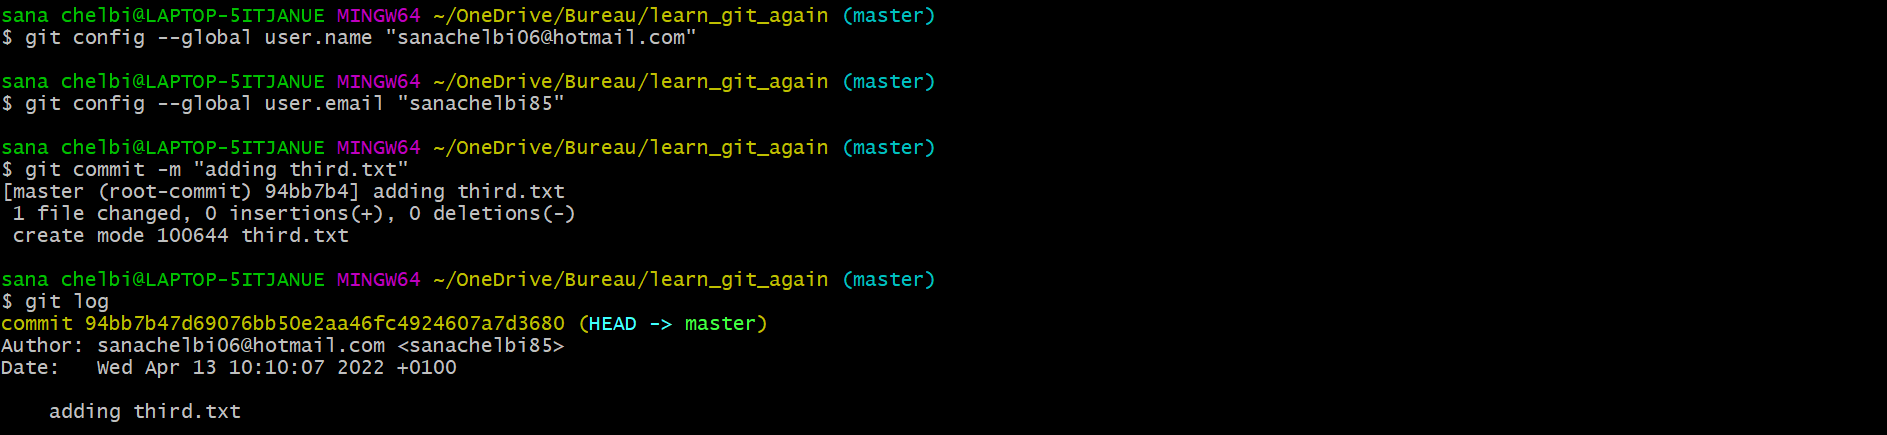 sana chelbi@LAPTOP-5ITJANUE MINGW64 ~/OneDrive/Bureau/learn_git_again (master)
$ git config --global user.name "sanachelbi06@hotmail.com"
sana chelbi@LAPTOP-5ITJANUE MINGW64 ~/OneDrive/Bureau/learn_git_again (master)
$ git config --global user.email "sanachelbi85"
sana chelbi@LAPTOP-5ITJANUE MINGW64 ~/OneDrive/Bureau/learn_git_again (master)
$ git commit -m "adding third.txt"
[master (root-commit) 94bb7b4] adding third.txt
 1 file changed, 0 insertions(+), 0 deletions(-)
 create mode 100644 third.txt
sana chelbi@LAPTOP-5ITJANUE MINGW64 ~/OneDrive/Bureau/learn_git_again (master)
$ git log
commit 94bb7b47d69076bb50e2aa46fc4924607a7d3680 (HEAD -> master)
Author: sanachelbi06@hotmail.com <sanachelbi85>
Date:   Wed Apr 13 10:10:07 2022 +0100
    adding third.txt